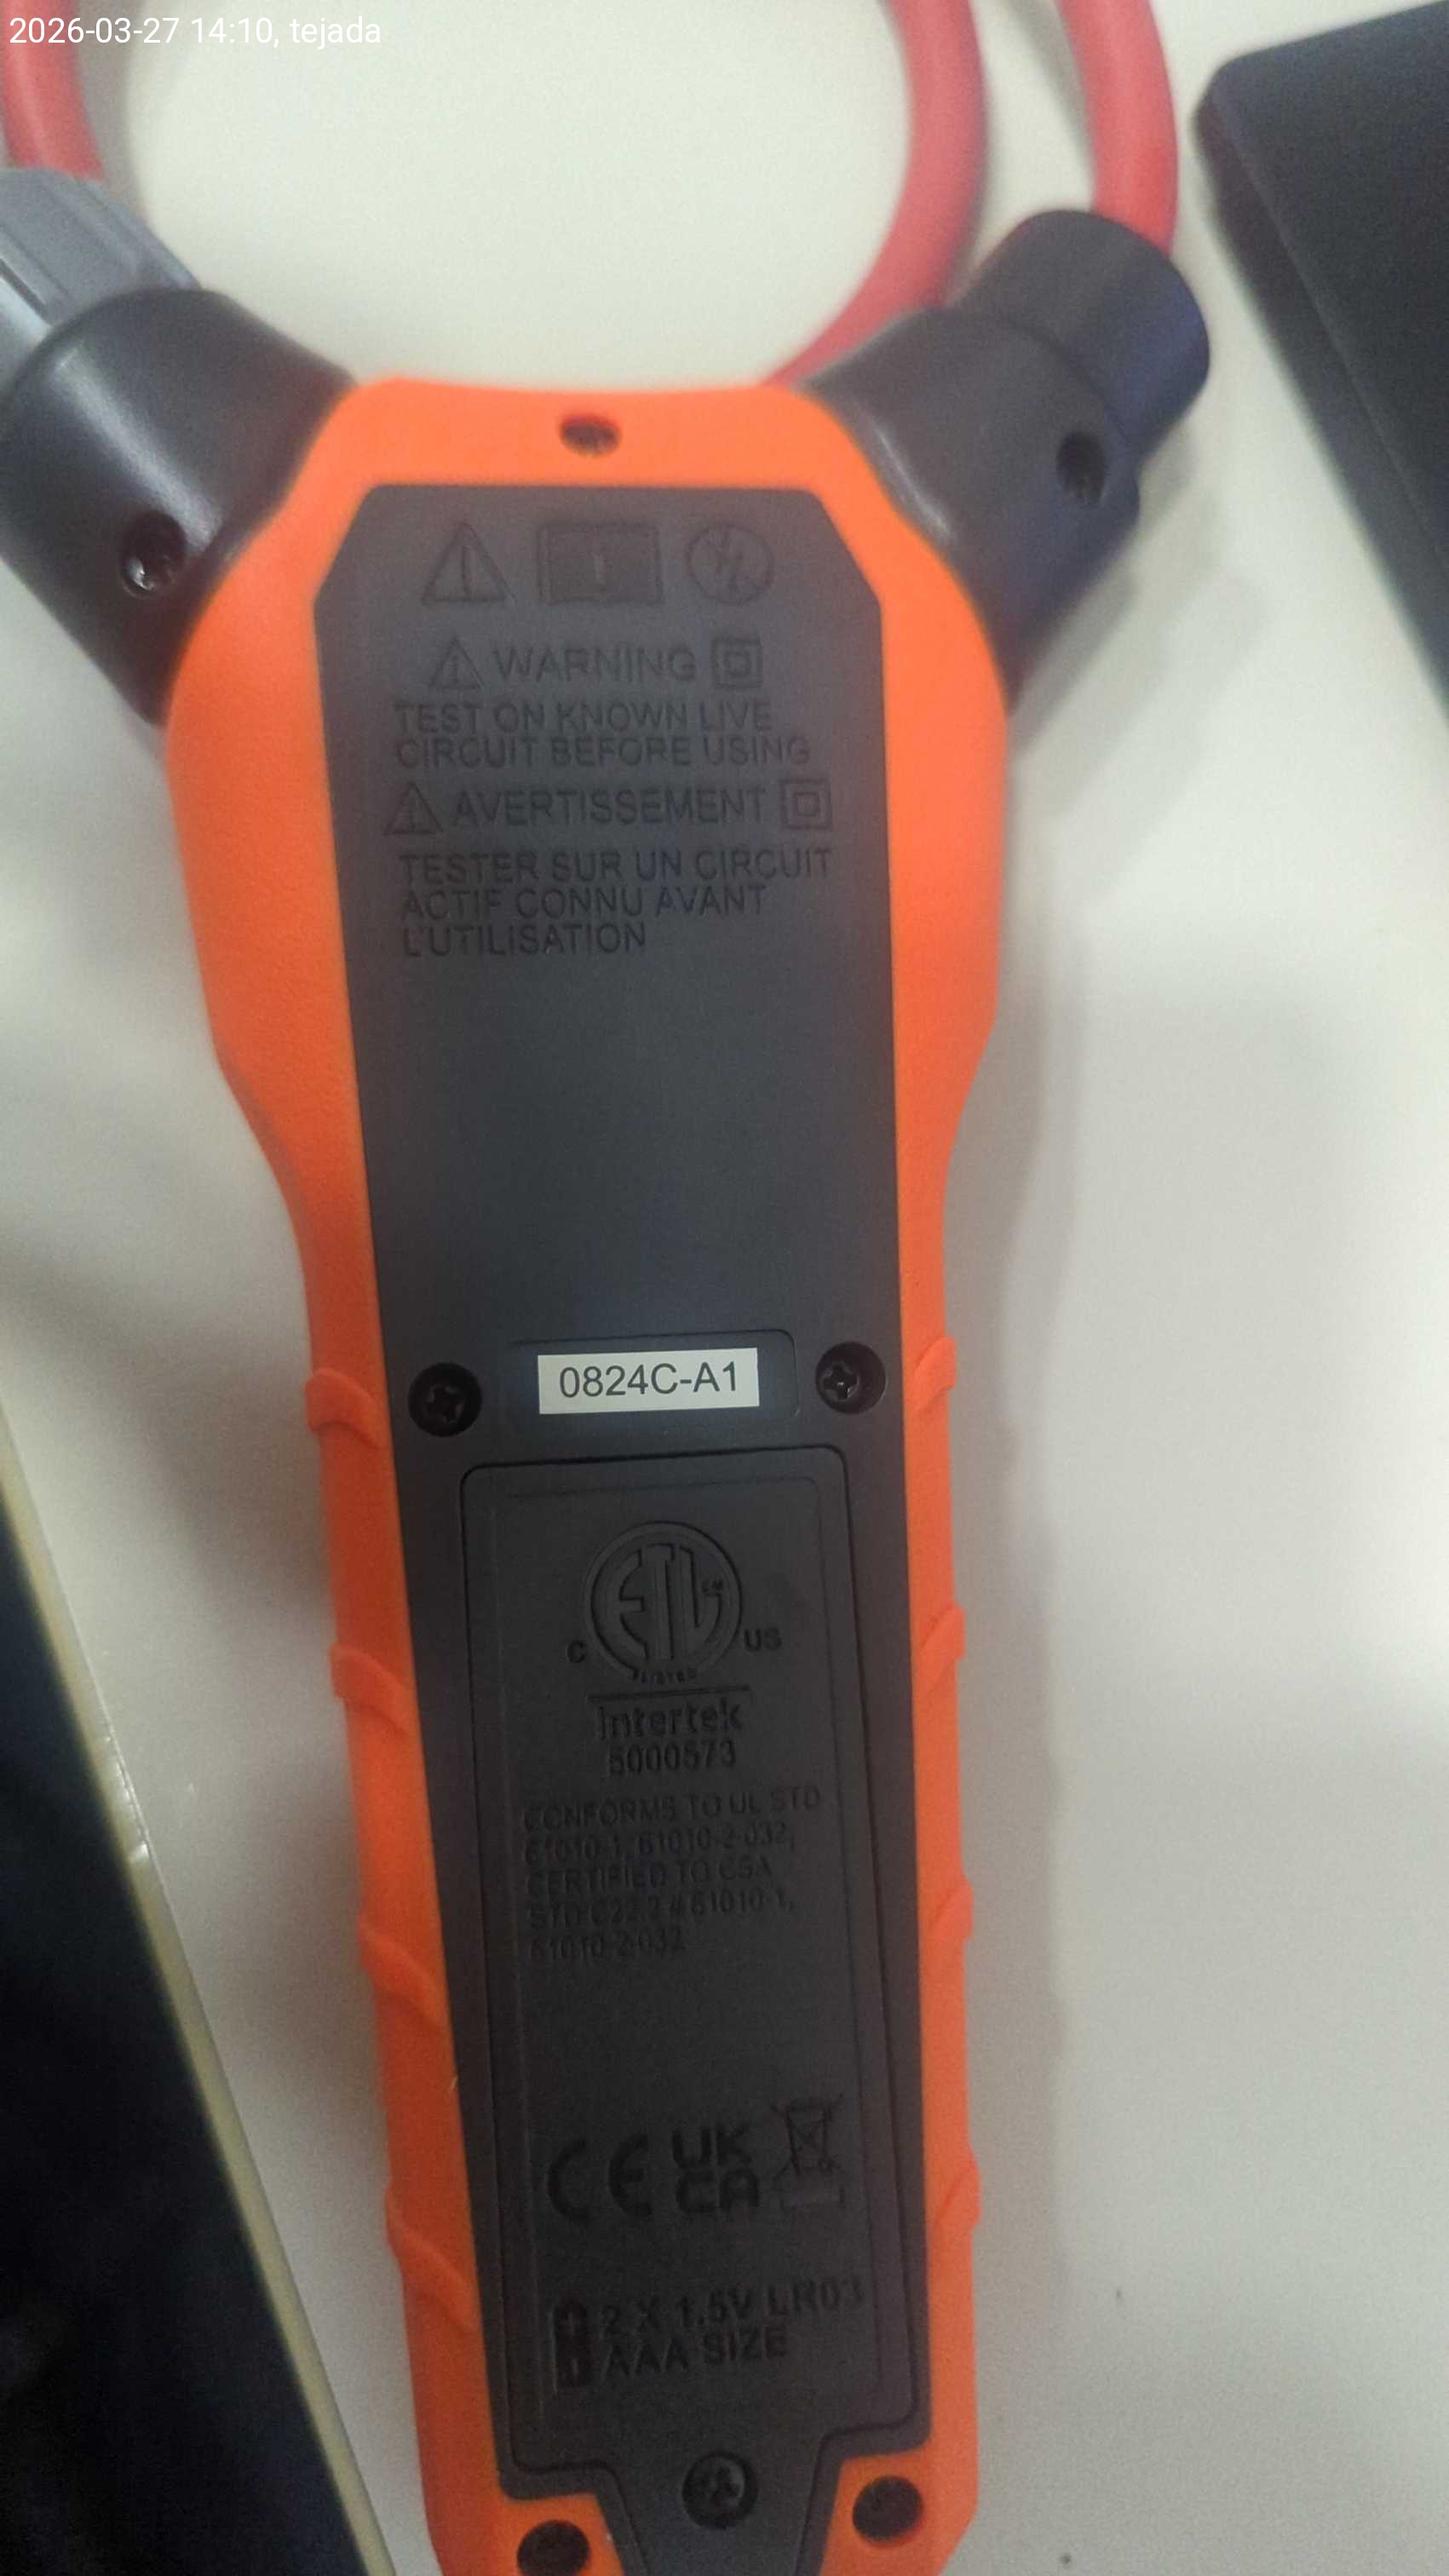 2026-03-27 14:10, tejada
WARNING
TEST ON KNOWN LIVE
CIRCUIT BEFORE USING
AVERTISSEMENT
TESTER SUR UN CIRCUIT
ACTIF CONNU AVANT
L'UTILISATION
0824C-A1
ETL CM
C US
LISTED
Intertek
5000573
CONFORMS TO UL STD
61010-1, 61010-2-032,
CERTIFIED TO CSA
STD C22.2 # 61010-1,
61010-2-032
CE UK
CA
2 X 1.5V LR03
AAA SIZE